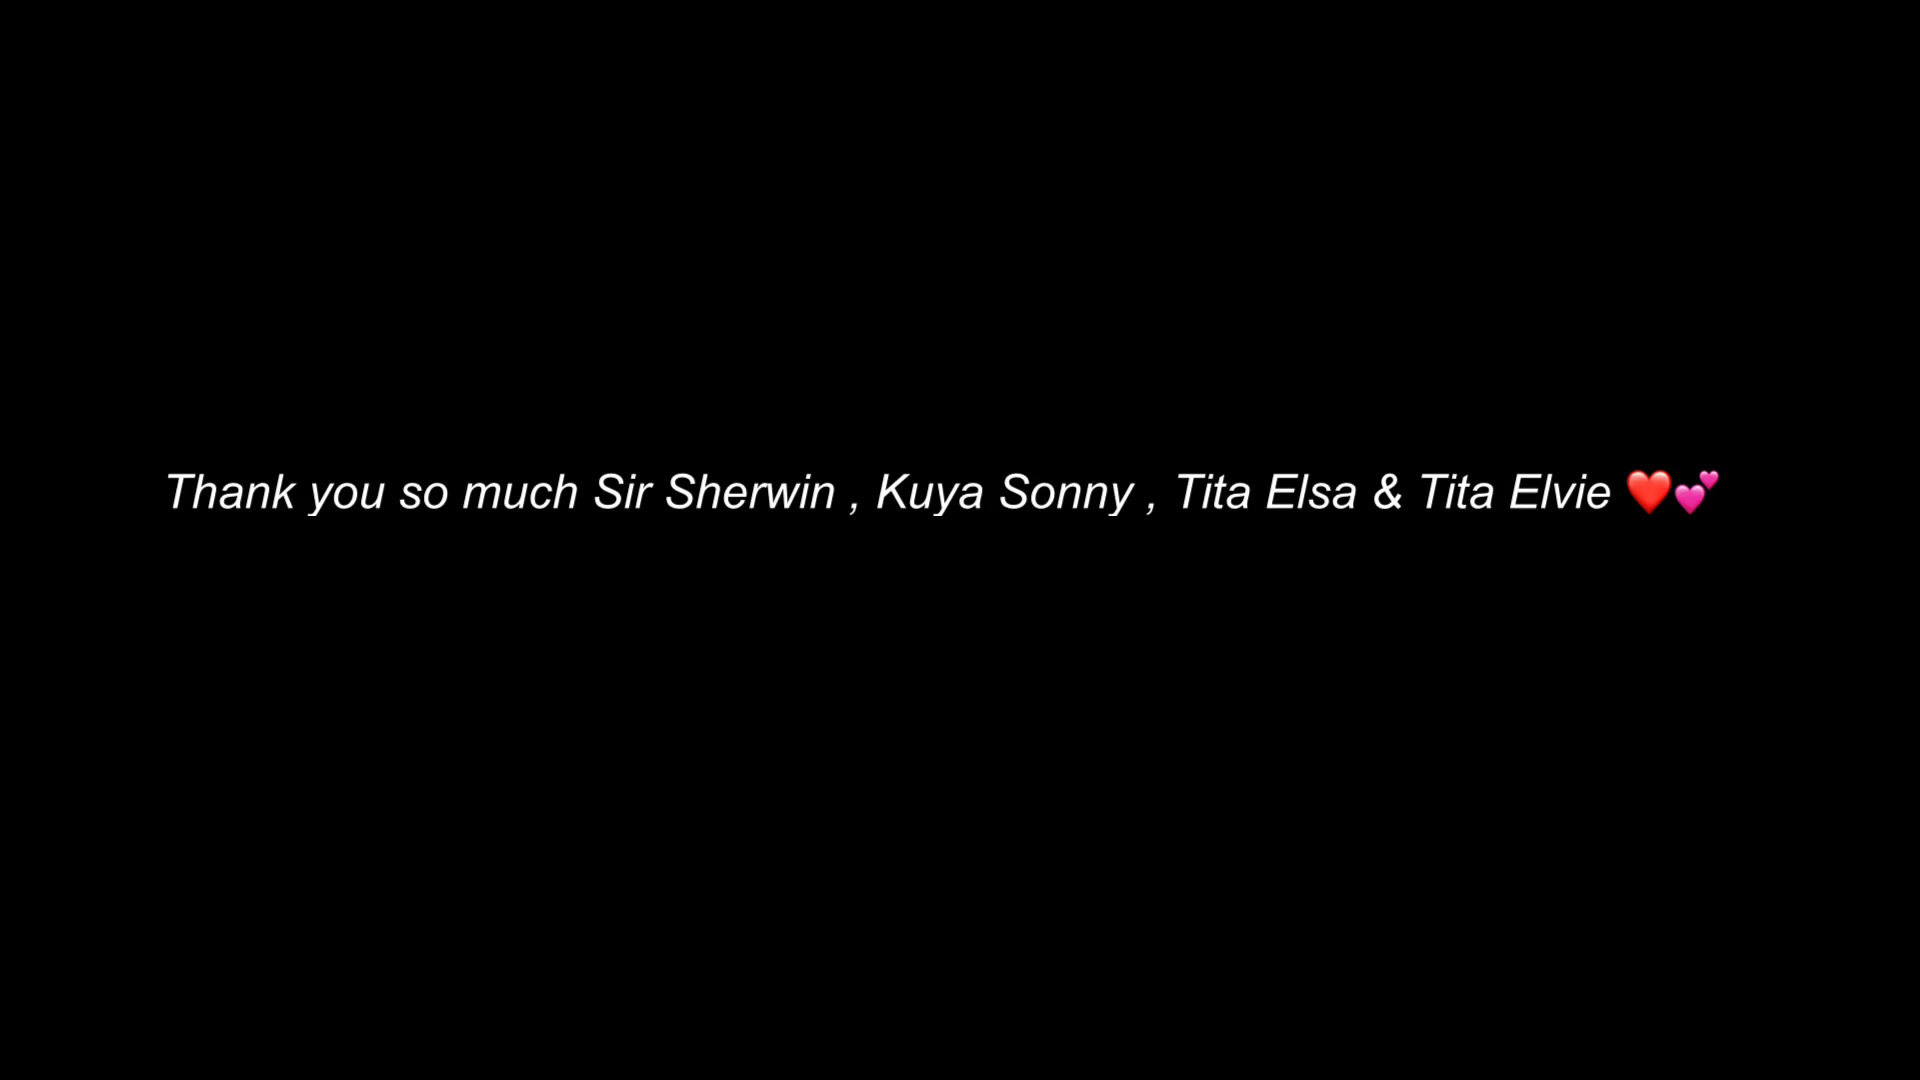 Thank you so much Sir Sherwin , Kuya Sonny , Tita Elsa & Tita Elvie ❤️💕